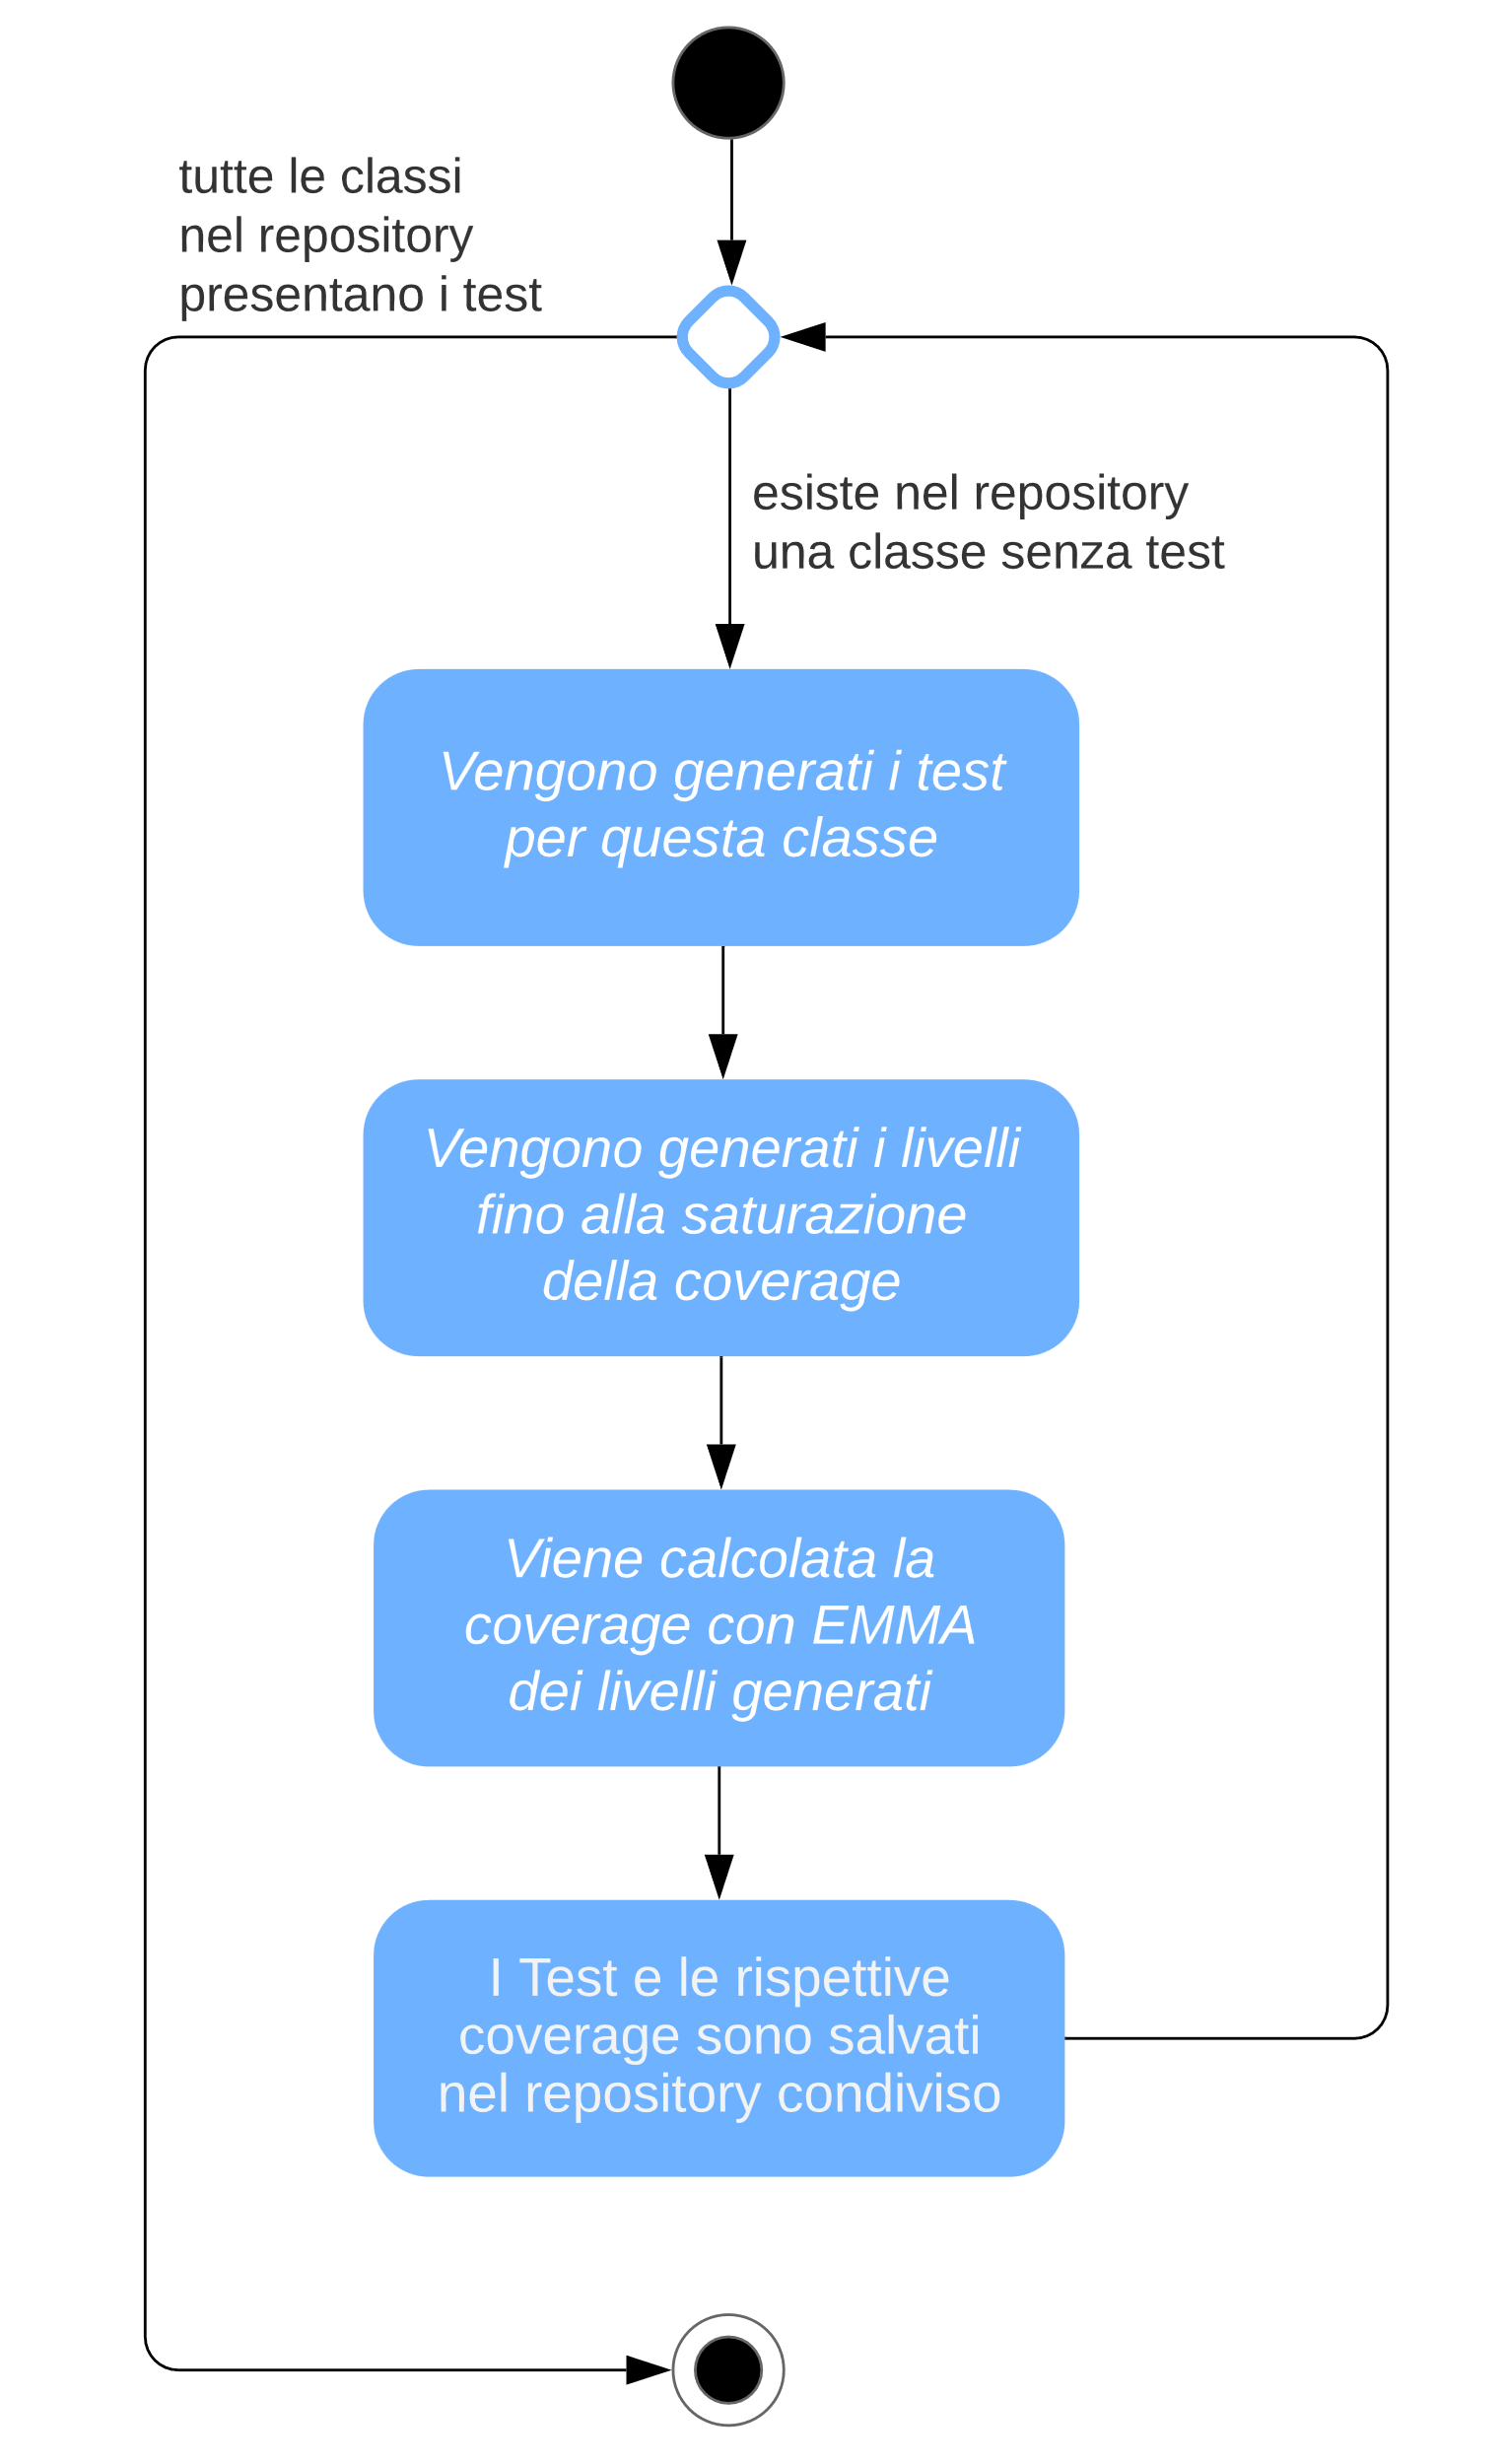 tutte le classi
nel repository
presentano i test
esiste nel repository
una classe senza test
Vengono generati i test
per questa classe
Vengono generati i livelli
fino alla saturazione
della coverage
Viene calcolata la
coverage con EMMA
dei livelli generati
I Test e le rispettive
coverage sono salvati
nel repository condiviso